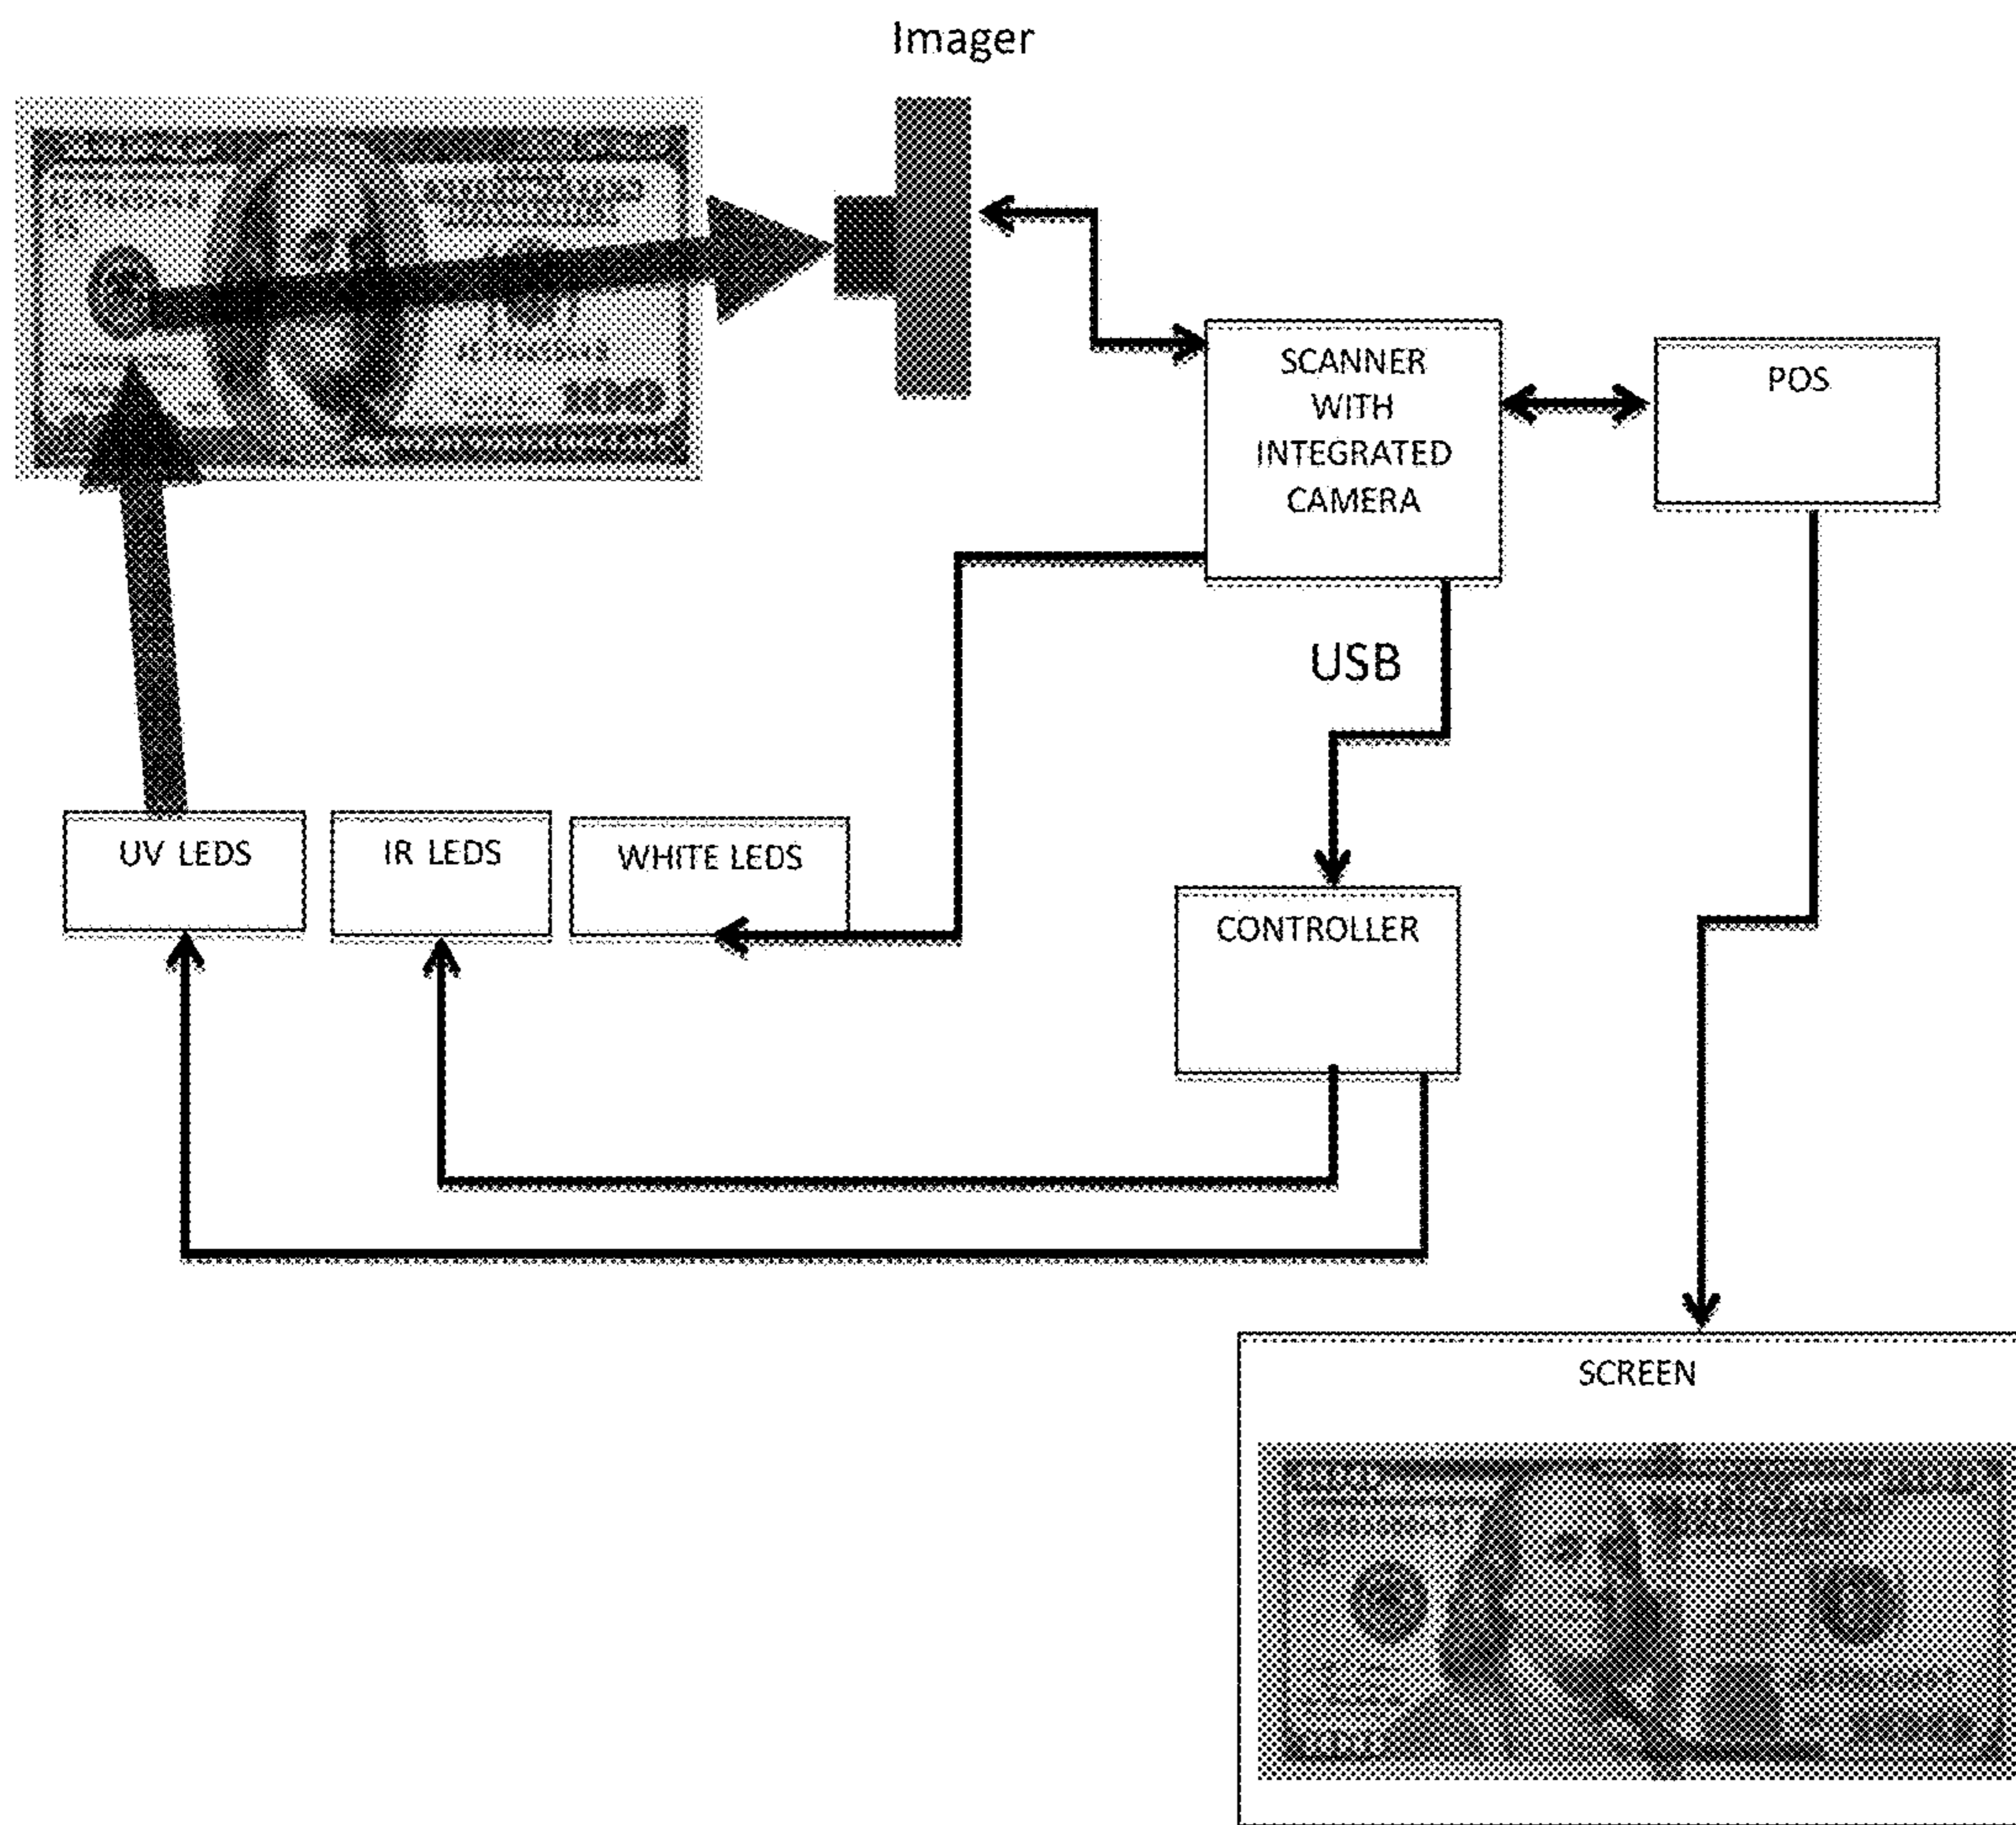 Imager
SCANNER
WITH
INTEGRATED
CAMERA
POS
USB
UV LEDS
IR LEDS
WHITE LEDS
CONTROLLER
SCREEN